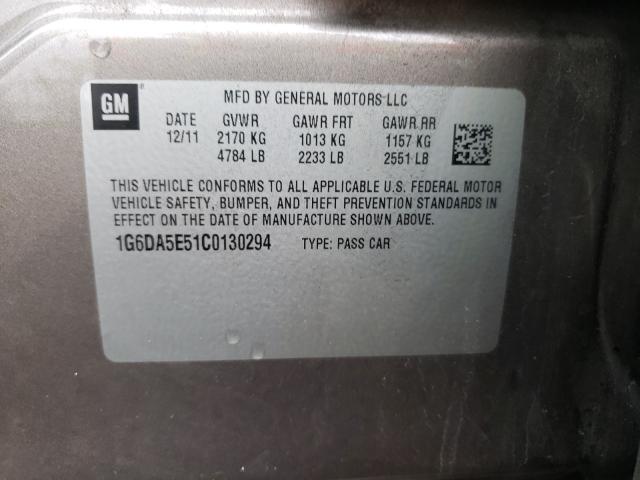 GM
MFD BY GENERAL MOTORS LLC
DATE GVWR GAWR FRT GAWR RR
12/11 2170 KG 1013 KG 1157 KG
4784 LB 2233 LB 2551 LB
THIS VEHICLE CONFORMS TO ALL APPLICABLE U.S. FEDERAL MOTOR
VEHICLE SAFETY, BUMPER, AND THEFT PREVENTION STANDARDS IN
EFFECT ON THE DATE OF MANUFACTURE SHOWN ABOVE.
1G6DA5E51C0130294 TYPE: PASS CAR